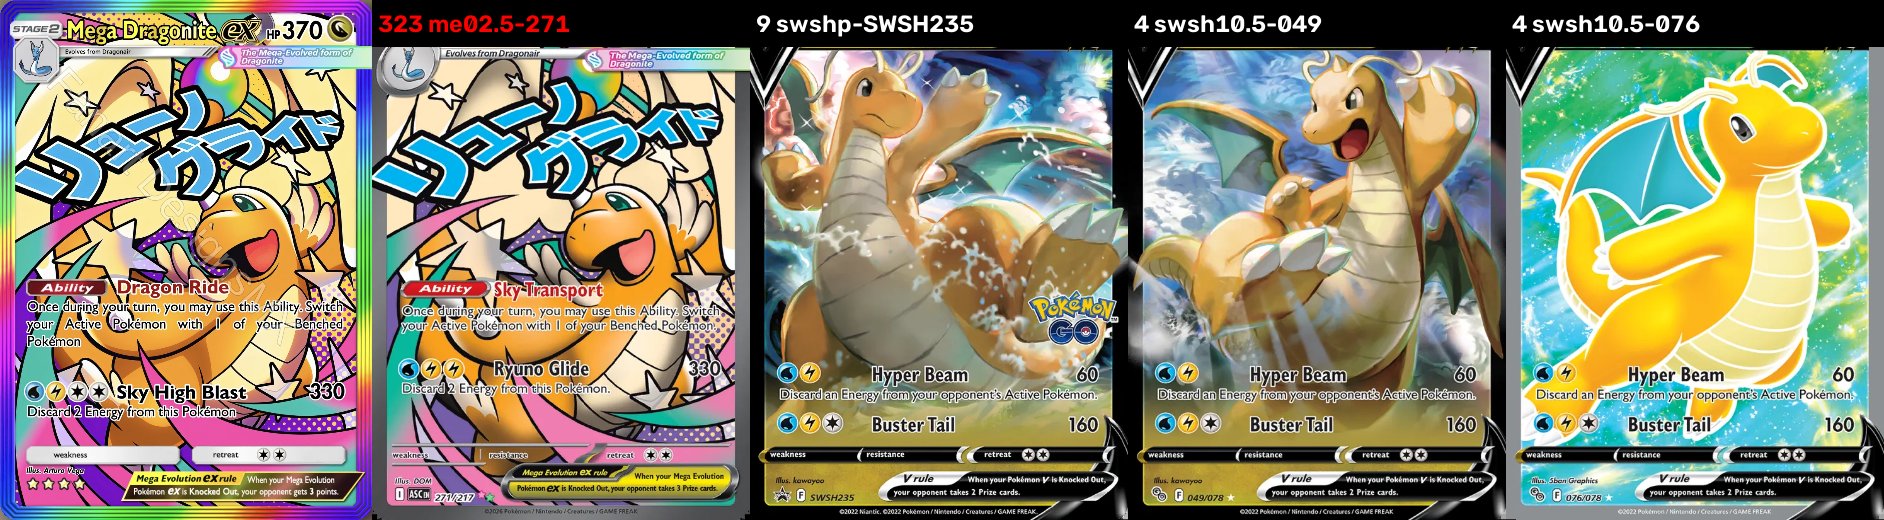 STAGE2 Mega Dragonite ex HP 370
Evolves from Dragonair
The Mega-Evolved form of
Dragonite
リューノ
グライド
Ability Dragon Ride
Once during your turn, you may use this Ability. Switch
your Active Pokémon with 1 of your Benched
Pokémon
Sky High Blast 330
Discard 2 Energy from this Pokémon
weakness retreat
Illus. Arturo Vega
Mega Evolution ex rule When your Mega Evolution
Pokémon ex is Knocked Out, your opponent gets 3 points.
323 me02.5-271
Evolves from Dragonair
The Mega-Evolved form of
Dragonite
リューノ
グライド
Ability Sky Transport
Once during your turn, you may use this Ability. Switch
your Active Pokémon with 1 of your Benched Pokémon.
Ryuno Glide 330
Discard 2 Energy from this Pokémon.
weakness resistance retreat
Illus. DOM
Mega Evolution ex rule When your Mega Evolution
Pokémon ex is Knocked Out, your opponent takes 3 Prize cards.
I ASC EN 271/217
©2026 Pokémon / Nintendo / Creatures / GAME FREAK
9 swshp-SWSH235
Pokémon
GO
Hyper Beam 60
Discard an Energy from your opponent's Active Pokémon.
Buster Tail 160
weakness resistance retreat
Illus. kawayoo
V rule When your Pokémon V is Knocked Out,
your opponent takes 2 Prize cards.
F SWSH235
©2022 Niantic. ©2022 Pokémon / Nintendo / Creatures / GAME FREAK.
4 swsh10.5-049
Hyper Beam 60
Discard an Energy from your opponent's Active Pokémon.
Buster Tail 160
weakness resistance retreat
Illus. kawayoo
V rule When your Pokémon V is Knocked Out,
your opponent takes 2 Prize cards.
F 049/078
©2022 Pokémon / Nintendo / Creatures / GAME FREAK
4 swsh10.5-076
Hyper Beam 60
Discard an Energy from your opponent's Active Pokémon.
Buster Tail 160
weakness resistance retreat
Illus. 5ban Graphics
V rule When your Pokémon V is Knocked Out,
your opponent takes 2 Prize cards.
F 076/078
©2022 Pokémon / Nintendo / Creatures / GAME FREAK